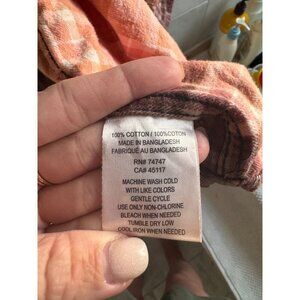 100% COTTON / 100% COTON
MADE IN BANGLADESH
FABRIQUÉ AU BANGLADESH
RN# 74747
CA# 45117
MACHINE WASH COLD
WITH LIKE COLORS
GENTLE CYCLE
USE ONLY NON-CHLORINE
BLEACH WHEN NEEDED
TUMBLE DRY LOW
COOL IRON WHEN NEEDED